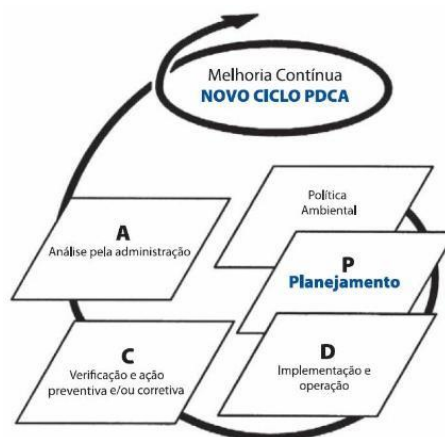 Melhoria Contínua
NOVO CICLO PDCA
Política
Ambiental
P
Planejamento
D
Implementação e
operação
C
Verificação e ação
preventiva e/ou corretiva
A
Análise pela administração